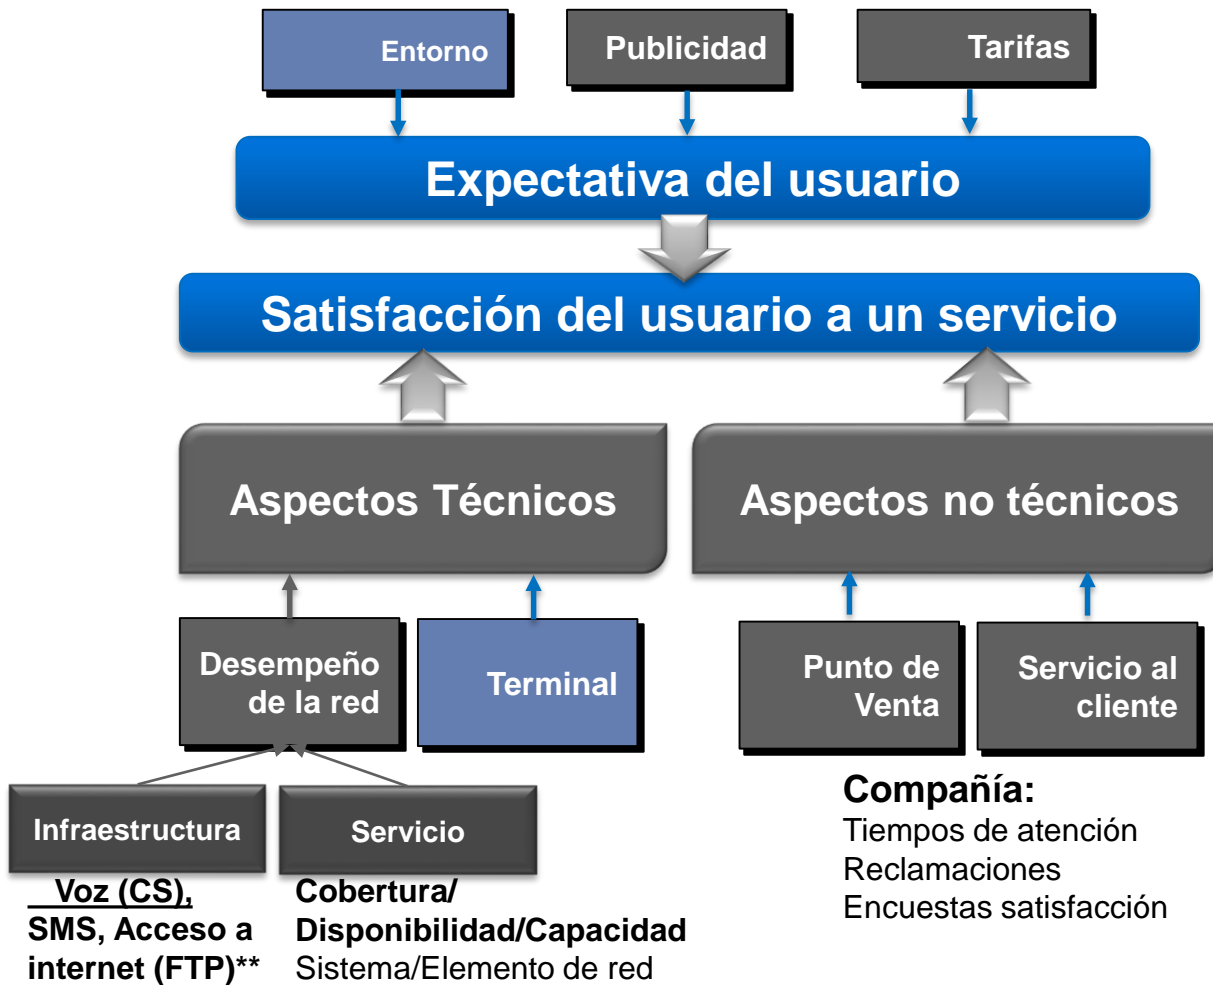 Entorno
Publicidad
Tarifas
Expectativa del usuario
Satisfacción del usuario a un servicio
Aspectos Técnicos
Aspectos no técnicos
Desempeño
de la red
Terminal
Punto de
Venta
Servicio al
cliente
Infraestructura
Servicio
Voz (CS),
SMS, Acceso a
internet (FTP)**
Cobertura/
Disponibilidad/Capacidad
Sistema/Elemento de red
Compañía:
Tiempos de atención
Reclamaciones
Encuestas satisfacción